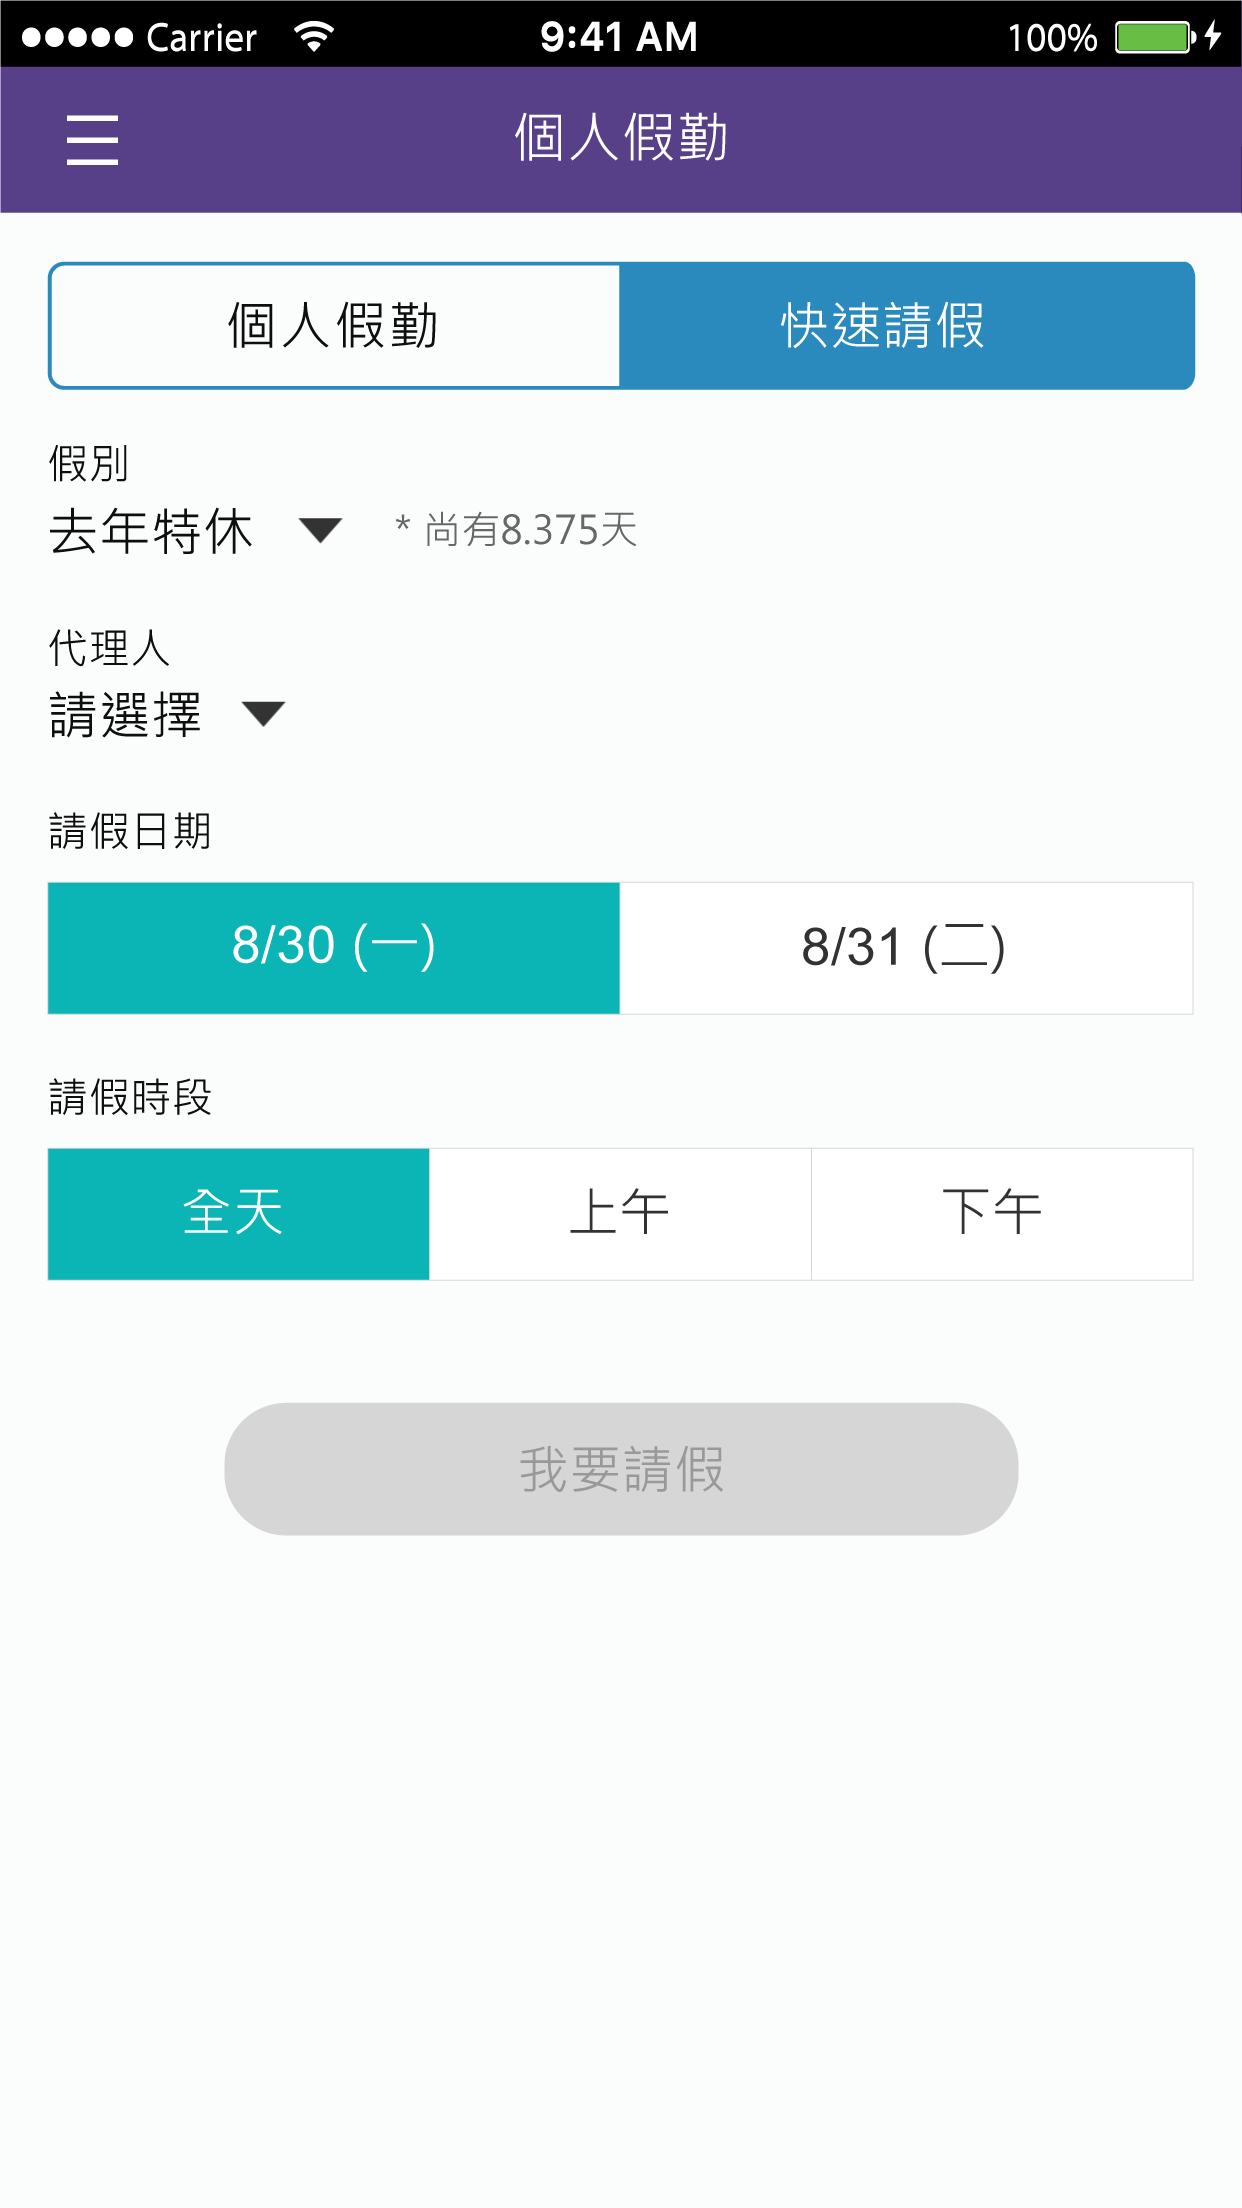 Carrier 9:41 AM 100%
個人假勤
個人假勤 快速請假
假別
去年特休 * 尚有8.375天
代理人
請選擇
請假日期
8/30 (一) 8/31 (二)
請假時段
全天 上午 下午
我要請假